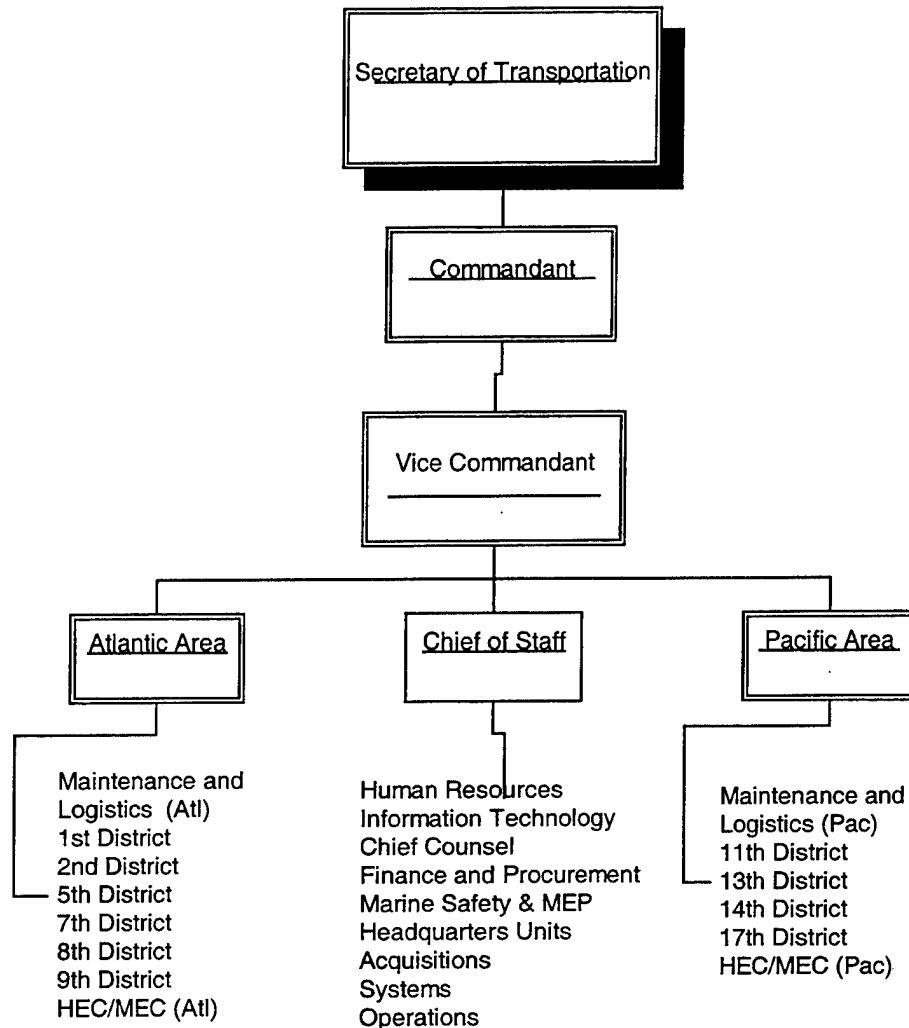 Secretary of Transportation
Commandant
Vice Commandant
Atlantic Area
Chief of Staff
Pacific Area
Maintenance and
Logistics (Atl)
1st District
2nd District
5th District
7th District
8th District
9th District
HEC/MEC (Atl)
Human Resources
Information Technology
Chief Counsel
Finance and Procurement
Marine Safety & MEP
Headquarters Units
Acquisitions
Systems
Operations
Maintenance and
Logistics (Pac)
11th District
13th District
14th District
17th District
HEC/MEC (Pac)